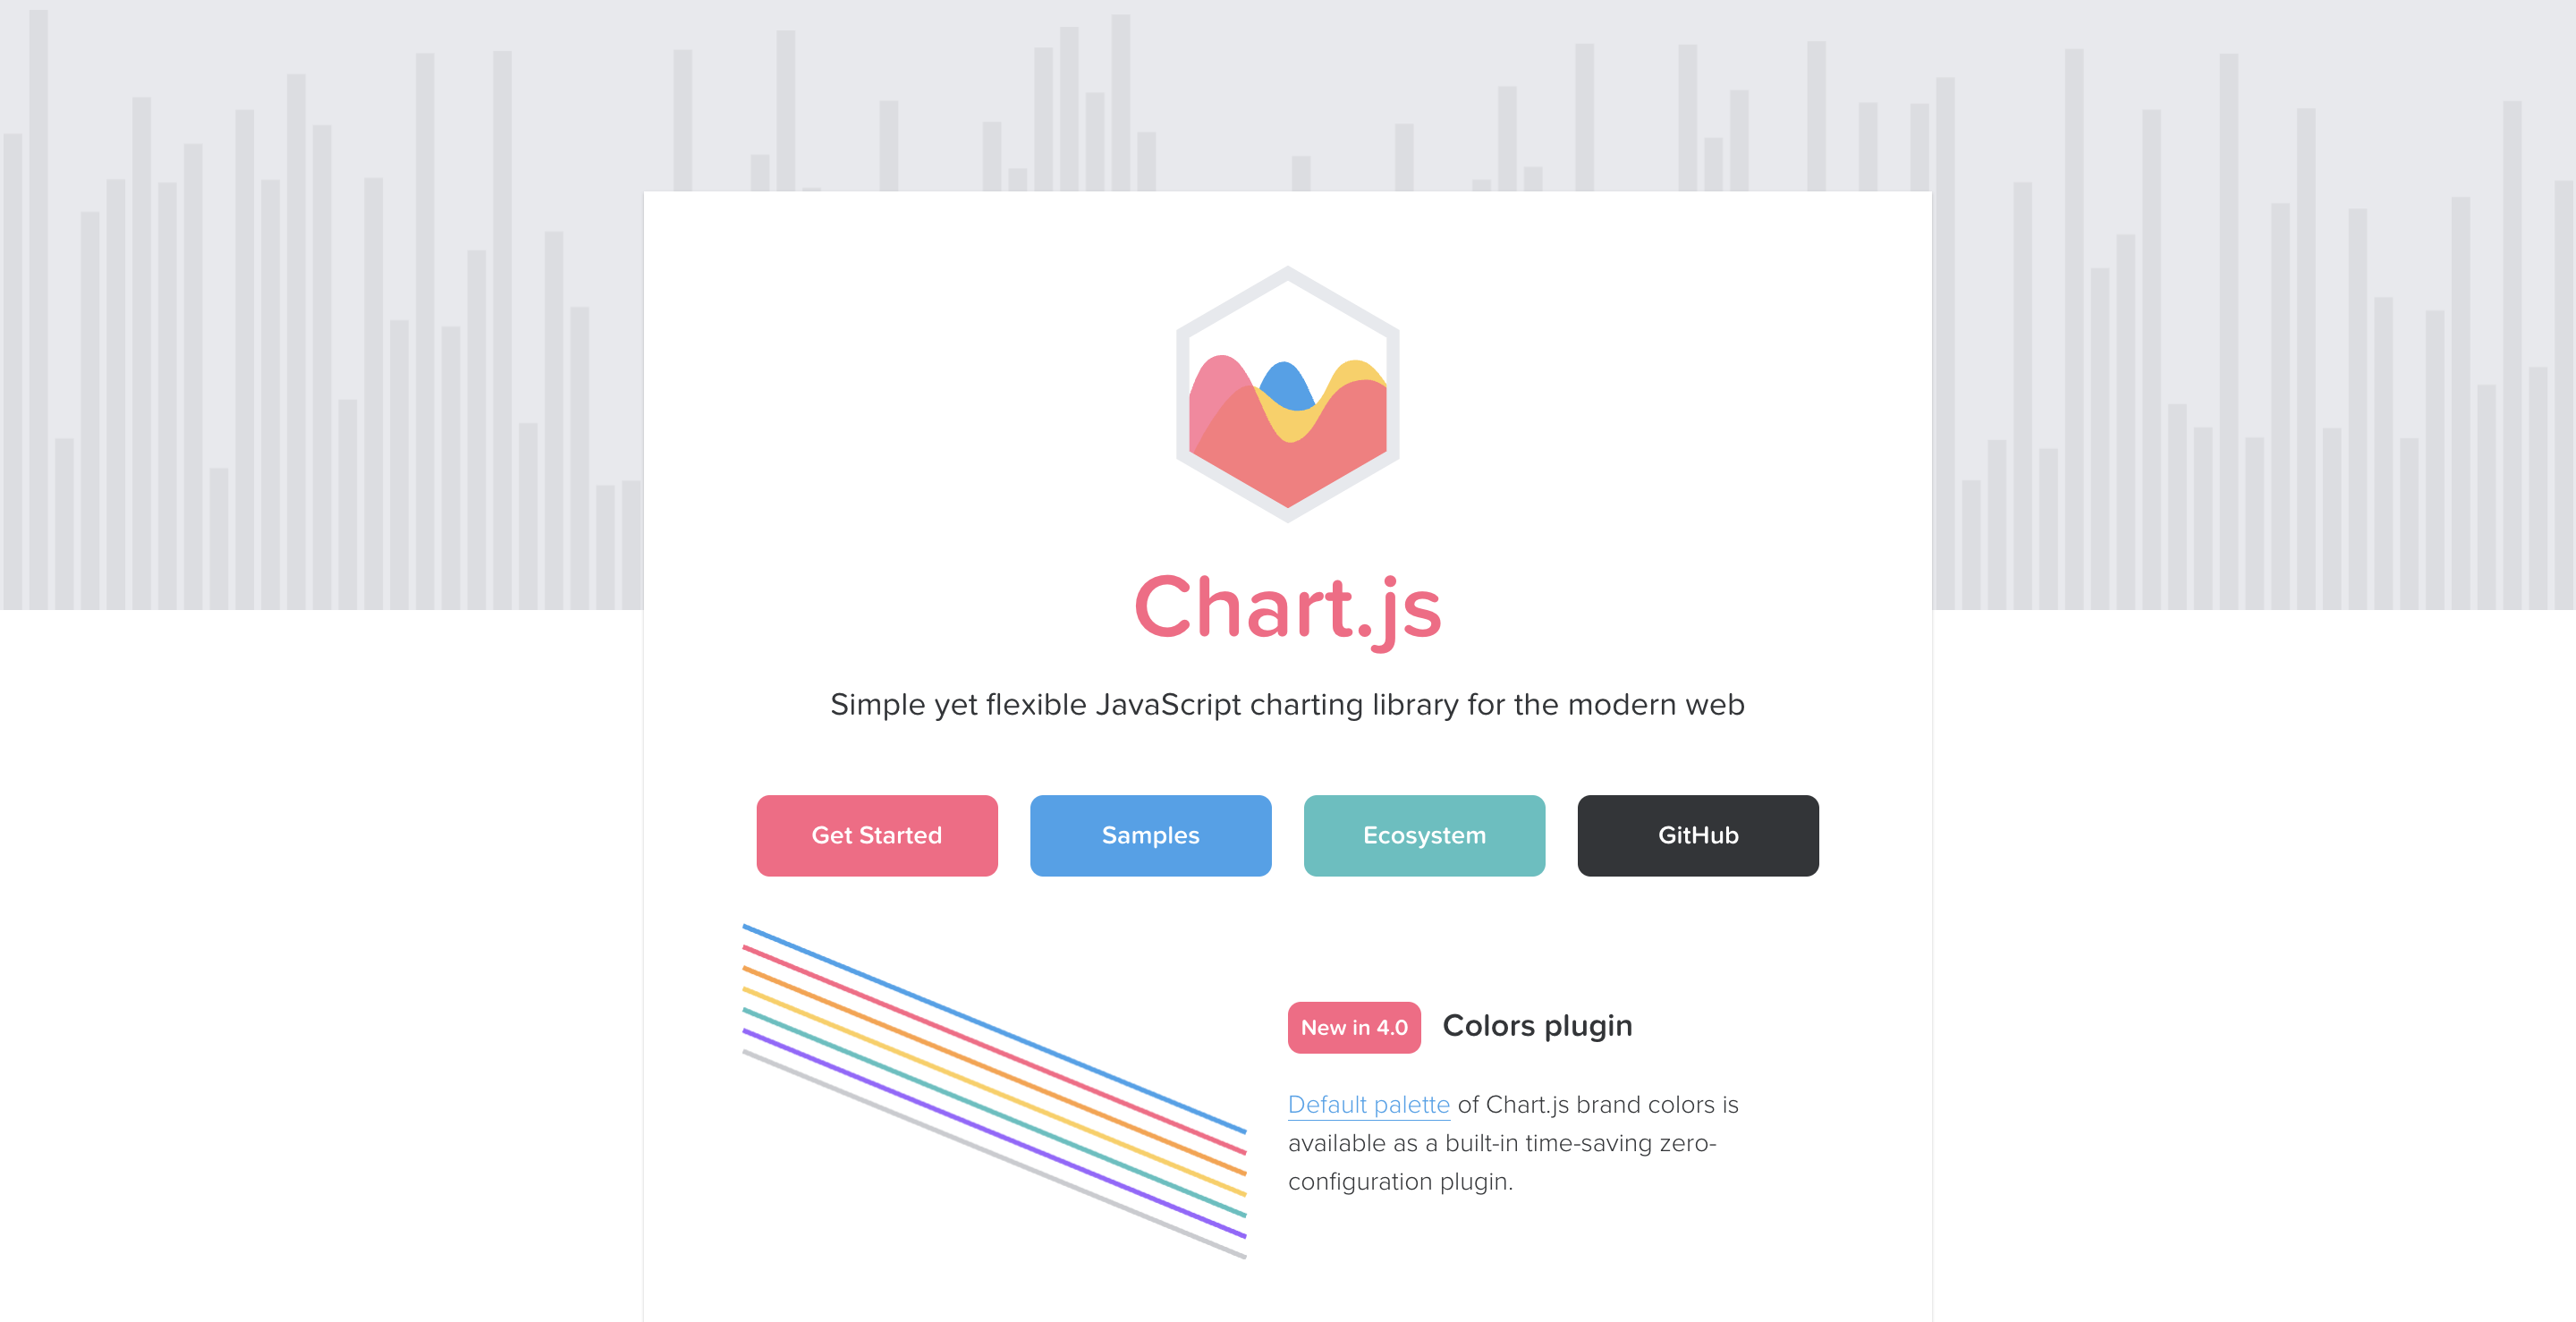 Chart.js
Simple yet flexible JavaScript charting library for the modern web
Get Started
Samples
Ecosystem
GitHub
New in 4.0
Colors plugin
Default palette of Chart.js brand colors is
available as a built-in time-saving zero-
configuration plugin.